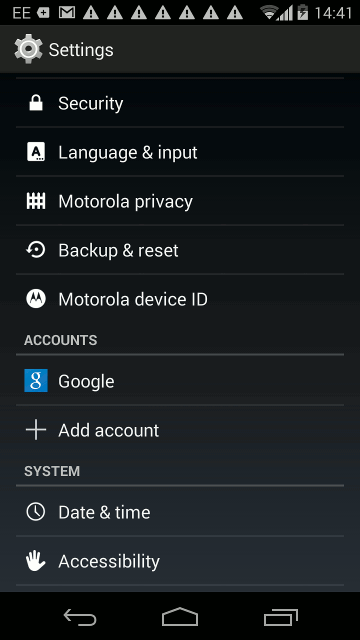 EE 14:41
Settings
Security
Language & input
Motorola privacy
Backup & reset
Motorola device ID
ACCOUNTS
Google
Add account
SYSTEM
Date & time
Accessibility